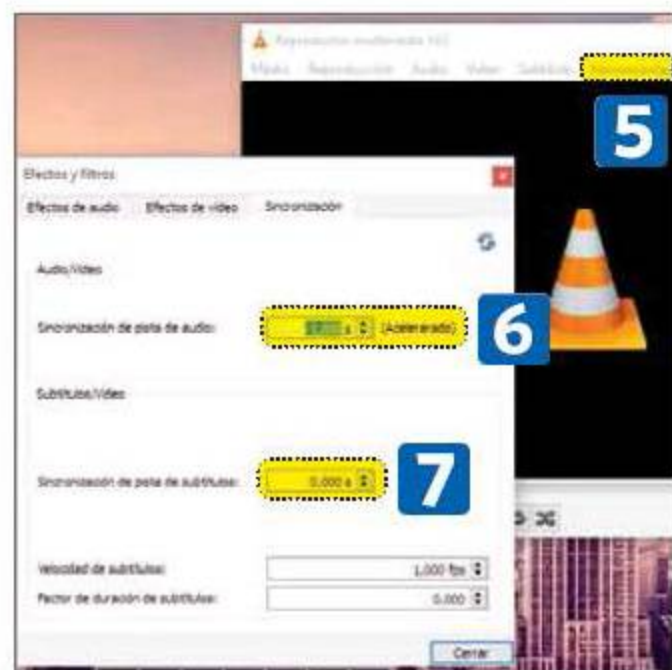 Reproductor multimedia VLC
Medio Reproducción Audio Video Subtítulo
5
Efectos y filtros
Efectos de audio Efectos de vídeo Sincronización
Audio/Vídeo
Sincronización de pista de audio: s (Acelerarado)
6
Subtítulos/Vídeo
Sincronización de pista de subtítulos: 0,000 s
7
Velocidad de subtítulos: 1,000 fps
Factor de duración de subtítulos: 0,000
Cerrar